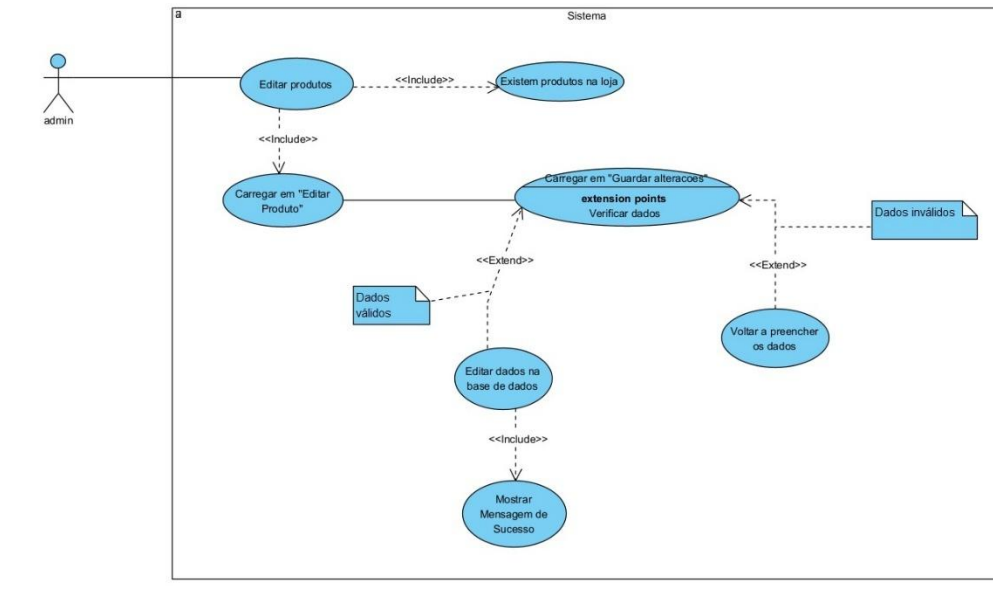 a
Sistema
admin
Editar produtos
<<Include>>
Existem produtos na loja
<<Include>>
Carregar em "Editar
Produto"
Carregar em "Guardar alteracoes"
extension points
Verificar dados
Dados inválidos
<<Extend>>
<<Extend>>
Dados
válidos
Voltar a preencher
os dados
Editar dados na
base de dados
<<Include>>
Mostrar
Mensagem de
Sucesso